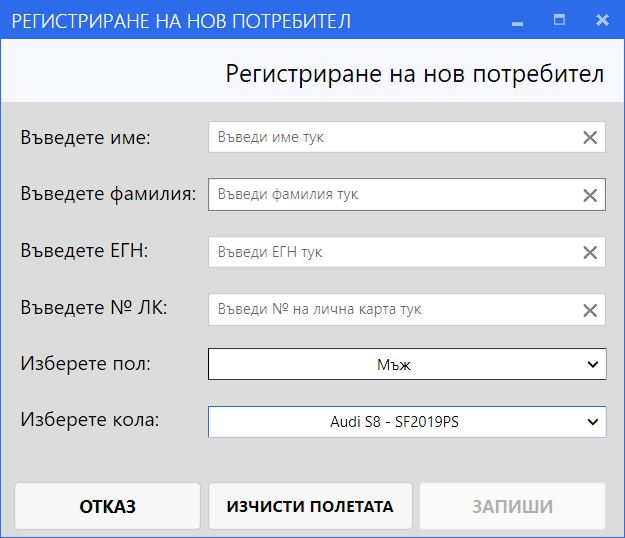 РЕГИСТРИРАНЕ НА НОВ ПОТРЕБИТЕЛ
Регистриране на нов потребител
Въведете име:
Въведи име тук
Въведете фамилия:
Въведи фамилия тук
Въведете ЕГН:
Въведи ЕГН тук
Въведете № ЛК:
Въведи № на лична карта тук
Изберете пол:
Мъж
Изберете кола:
Audi S8 - SF2019PS
ОТКАЗ
ИЗЧИСТИ ПОЛЕТАТА
ЗАПИШИ